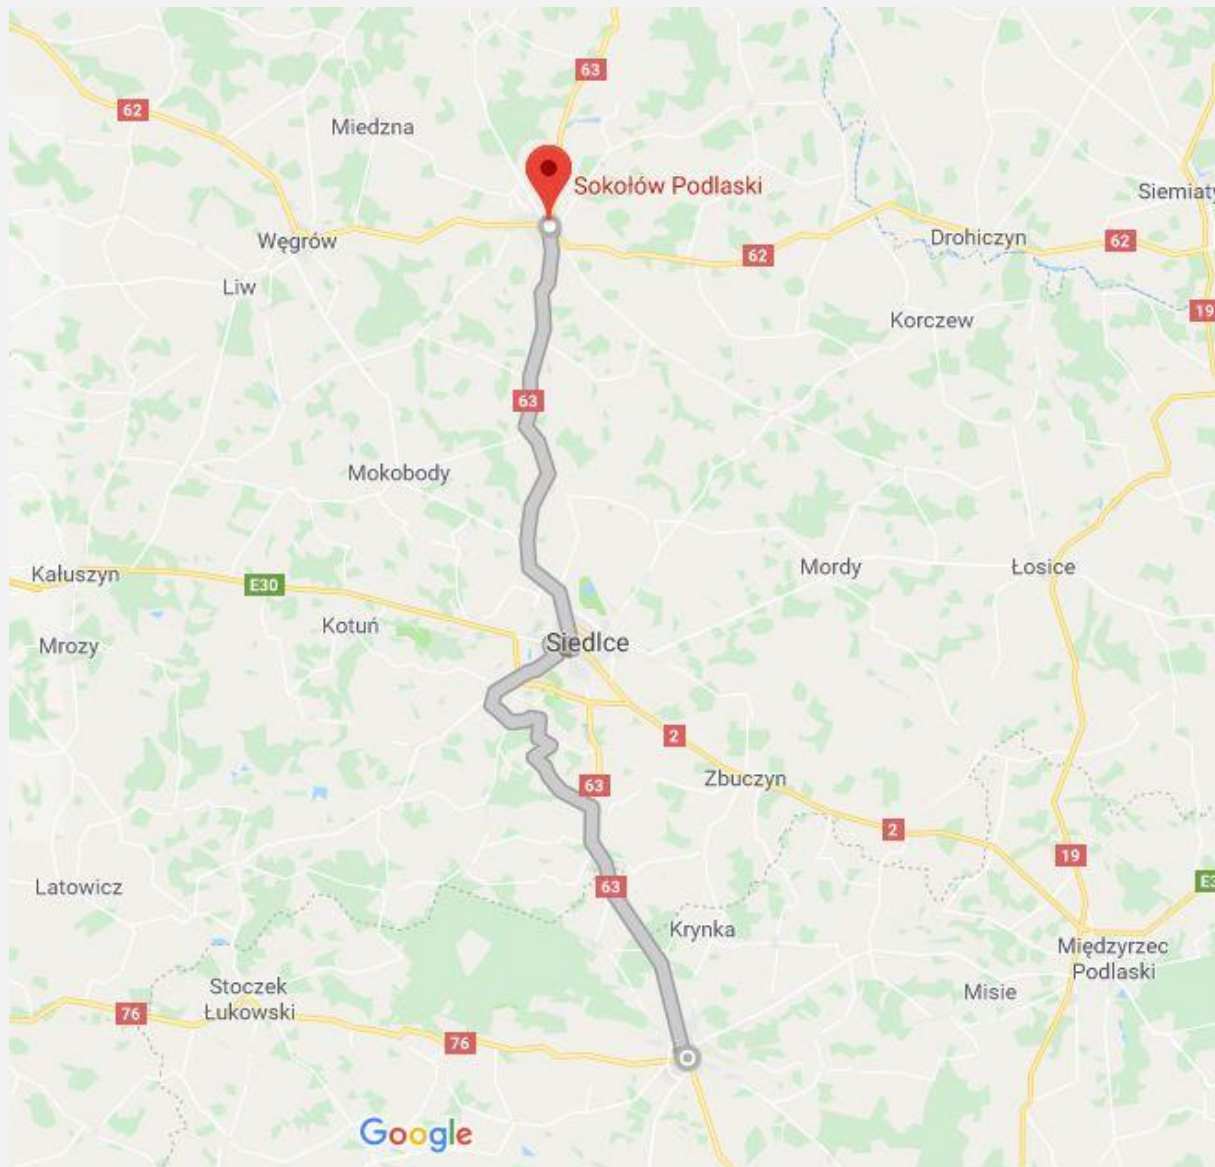 63
62
Miedzna
Sokołów Podlaski
Siemiaty
Węgrów
62
Drohiczyn
62
Liw
19
Korczew
63
Mokobody
Kałuszyn
E30
Mordy
Łosice
Kotuń
Siedlce
Mrozy
2
63
Zbuczyn
2
19
Latowicz
63
E3
Krynka
Międzyrzec
Podlaski
Stoczek
Łukowski
Misie
76
76
Google